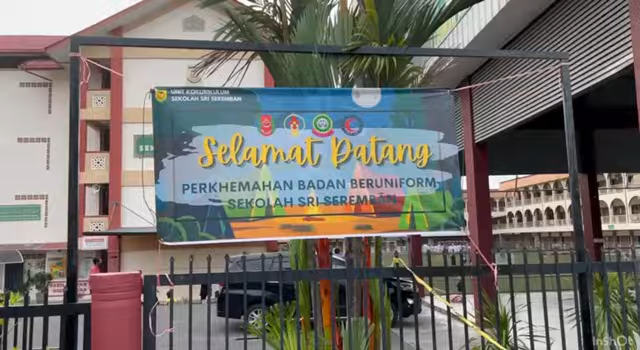 UNIT KOKURIKULUM
SEKOLAH SRI SEREMBAN
Selamat Datang
PERKHEMAHAN BADAN BERUNIFORM
SEKOLAH SRI SEREMBAN
InShOt